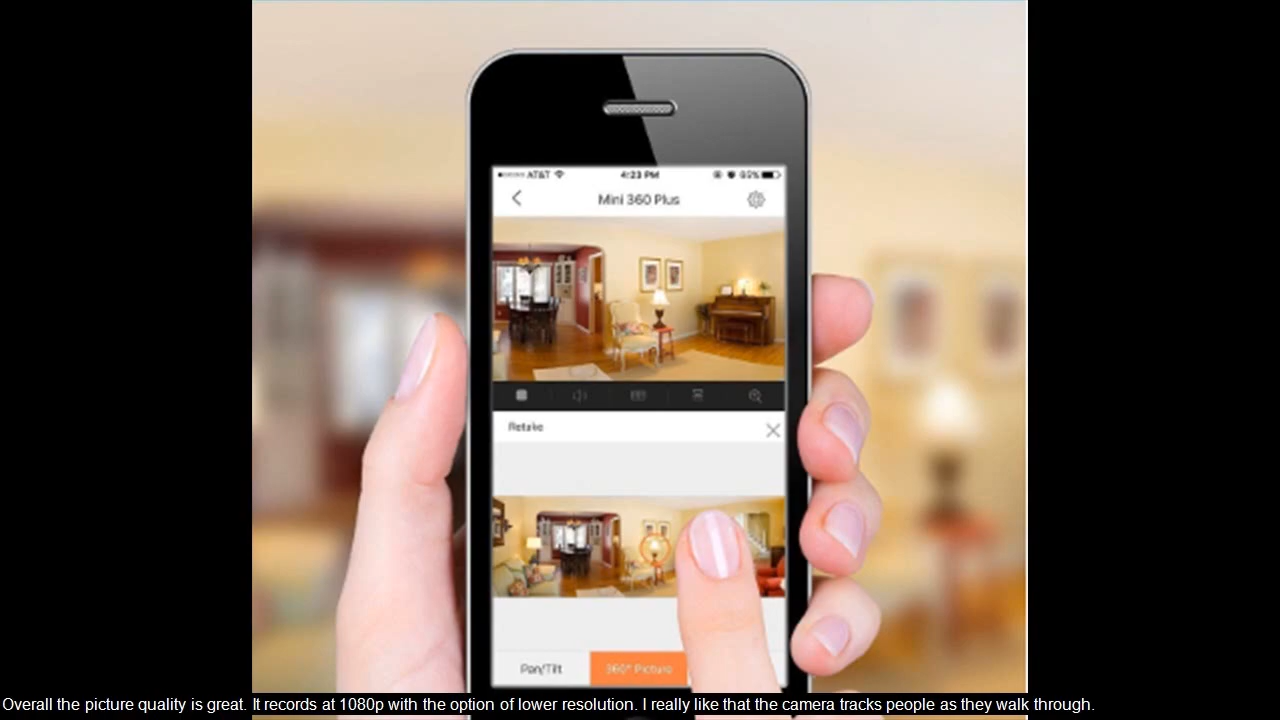 AT&T 4:23 PM
Mini 360 Plus
Retake
Pan/Tilt 360° Picture
Overall the picture quality is great. It records at 1080p with the option of lower resolution. I really like that the camera tracks people as they walk through.